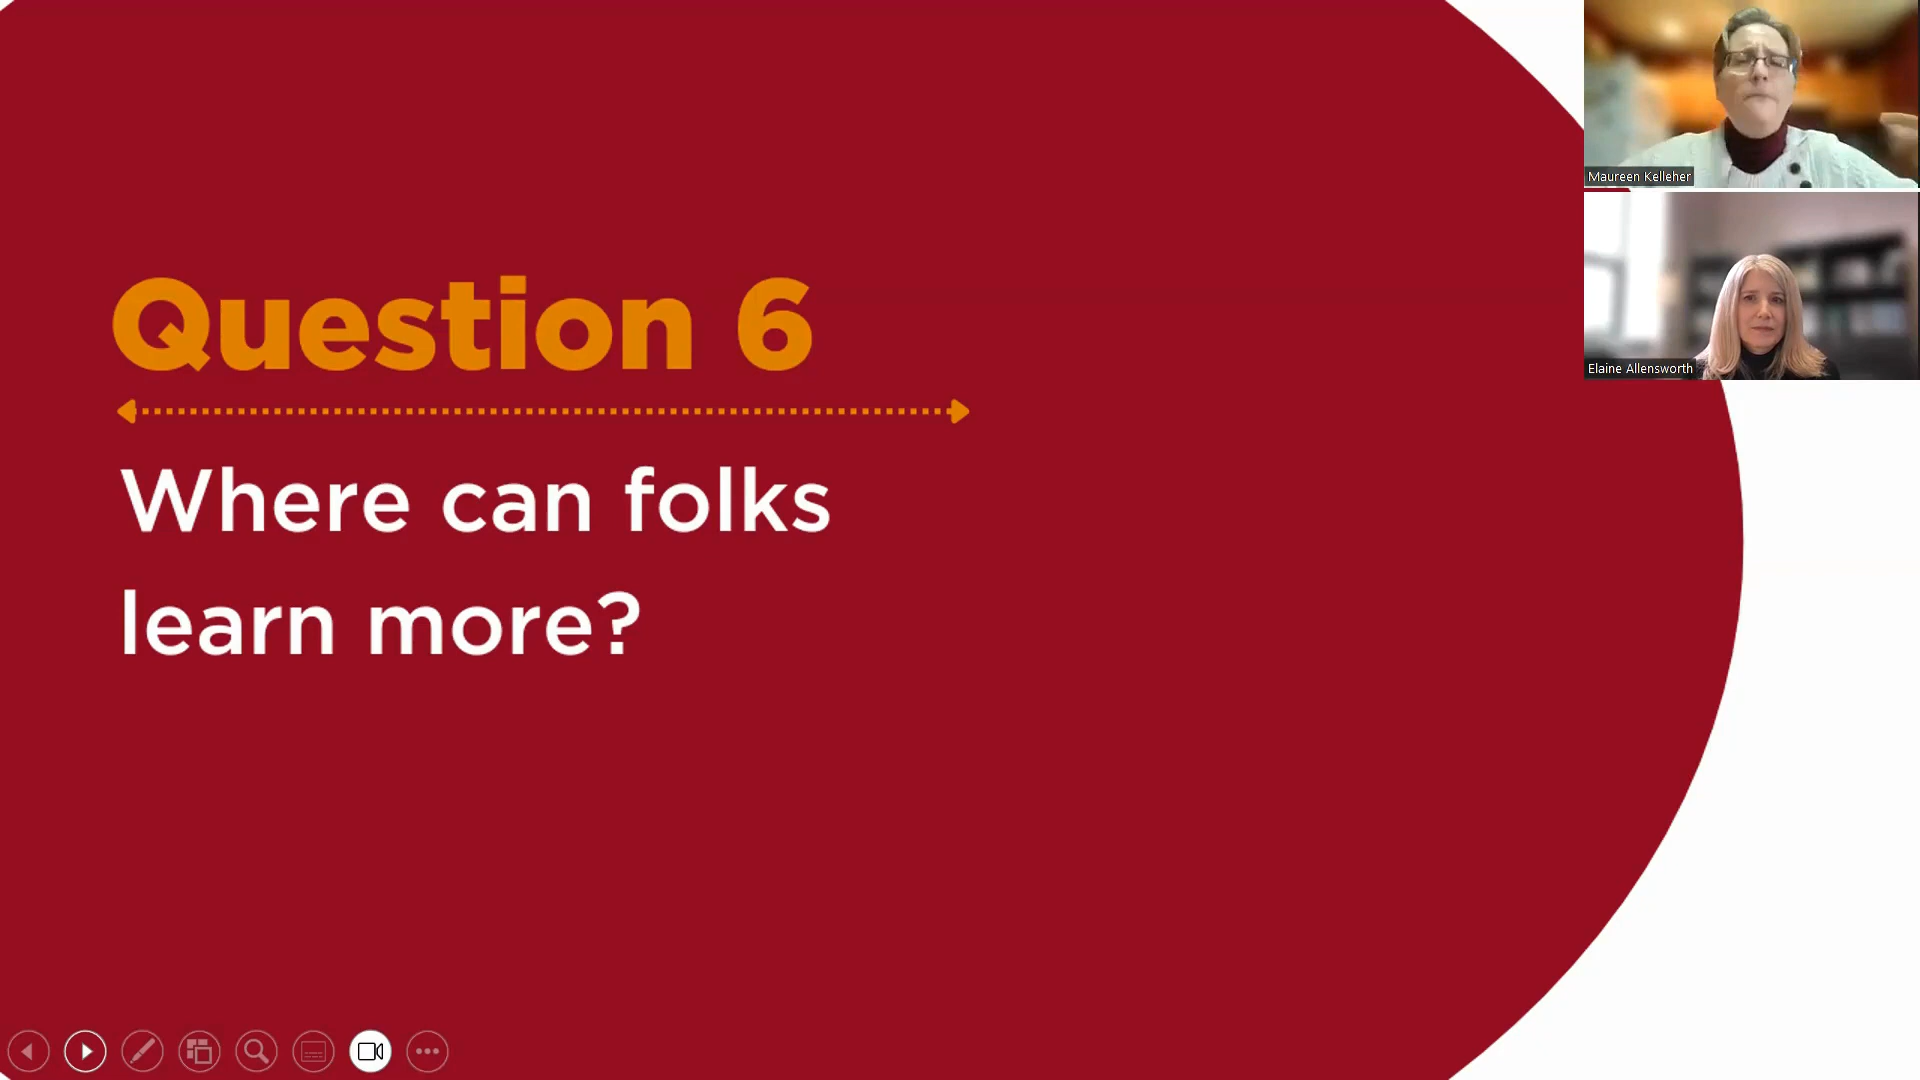 Question 6
Where can folks
learn more?
Maureen Kelleher
Elaine Allensworth